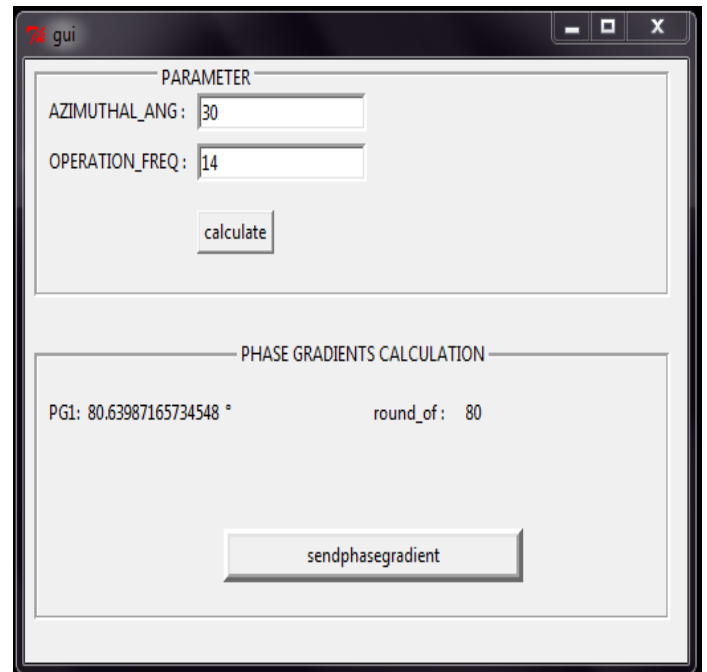 gui
PARAMETER
AZIMUTHAL_ANG : 30
OPERATION_FREQ : 14
calculate
PHASE GRADIENTS CALCULATION
PG1: 80.63987165734548 ° round_of : 80
sendphasegradient